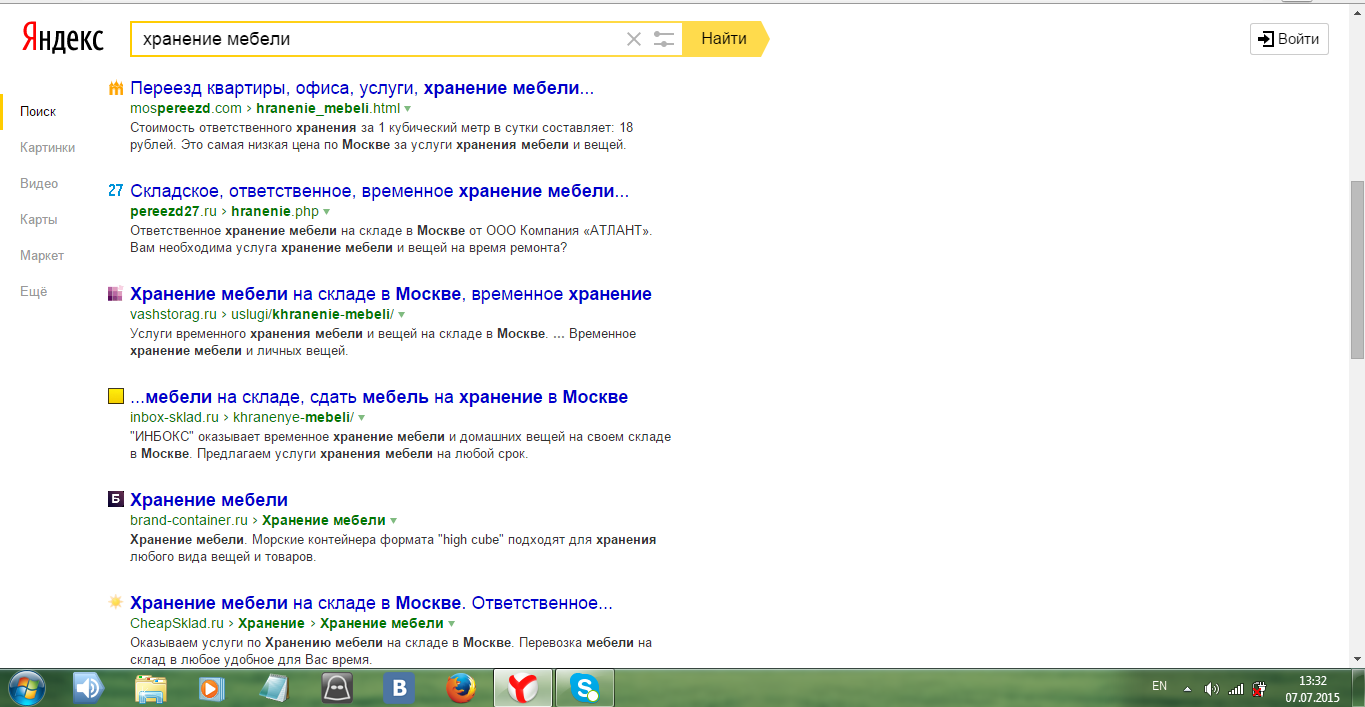 Яндекс
хранение мебели
Найти
Войти
Поиск
Картинки
Видео
Карты
Маркет
Ещё
Переезд квартиры, офиса, услуги, хранение мебели...
mospereezd.com › hranenie_mebeli.html
Стоимость ответственного хранения за 1 кубический метр в сутки составляет: 18
рублей. Это самая низкая цена по Москве за услуги хранения мебели и вещей.
27 Складское, ответственное, временное хранение мебели...
pereezd27.ru › hranenie.php
Ответственное хранение мебели на складе в Москве от ООО Компания «АТЛАНТ».
Вам необходима услуга хранение мебели и вещей на время ремонта?
Хранение мебели на складе в Москве, временное хранение
vashstorag.ru › uslugi/khranenie-mebeli/
Услуги временного хранения мебели и вещей на складе в Москве. ... Временное
хранение мебели и личных вещей.
...мебели на складе, сдать мебель на хранение в Москве
inbox-sklad.ru › khranenye-mebeli/
"ИНБОКС" оказывает временное хранение мебели и домашних вещей на своем складе
в Москве. Предлагаем услуги хранения мебели на любой срок.
Б Хранение мебели
brand-container.ru › Хранение мебели
Хранение мебели. Морские контейнера формата "high cube" подходят для хранения
любого вида вещей и товаров.
Хранение мебели на складе в Москве. Ответственное...
CheapSklad.ru › Хранение › Хранение мебели
Оказываем услуги по Хранению мебели на складе в Москве. Перевозка мебели на
склад в любое удобное для Вас время.
В
S
EN
13:32
07.07.2015